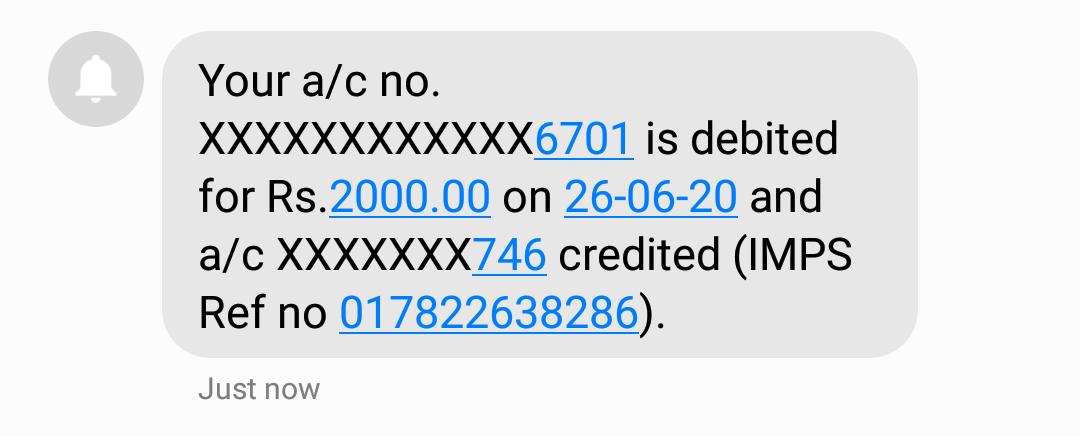 Your a/c no.
XXXXXXXXXXXX6701 is debited
for Rs.2000.00 on 26-06-20 and
a/c XXXXXXX746 credited (IMPS
Ref no 017822638286).
Just now